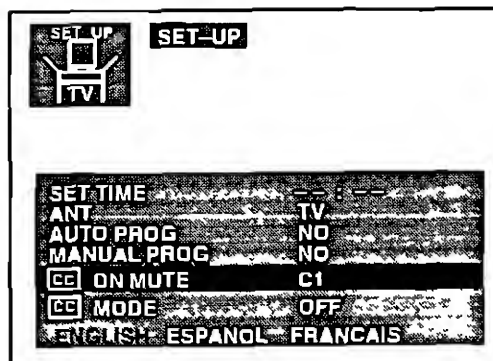 SET UP
TV
SET–UP
SET TIME – – : – –
ANT TV
AUTO PROG NO
MANUAL PROG NO
CC ON MUTE C1
CC MODE OFF
ENGLISH ESPANOL FRANCAIS